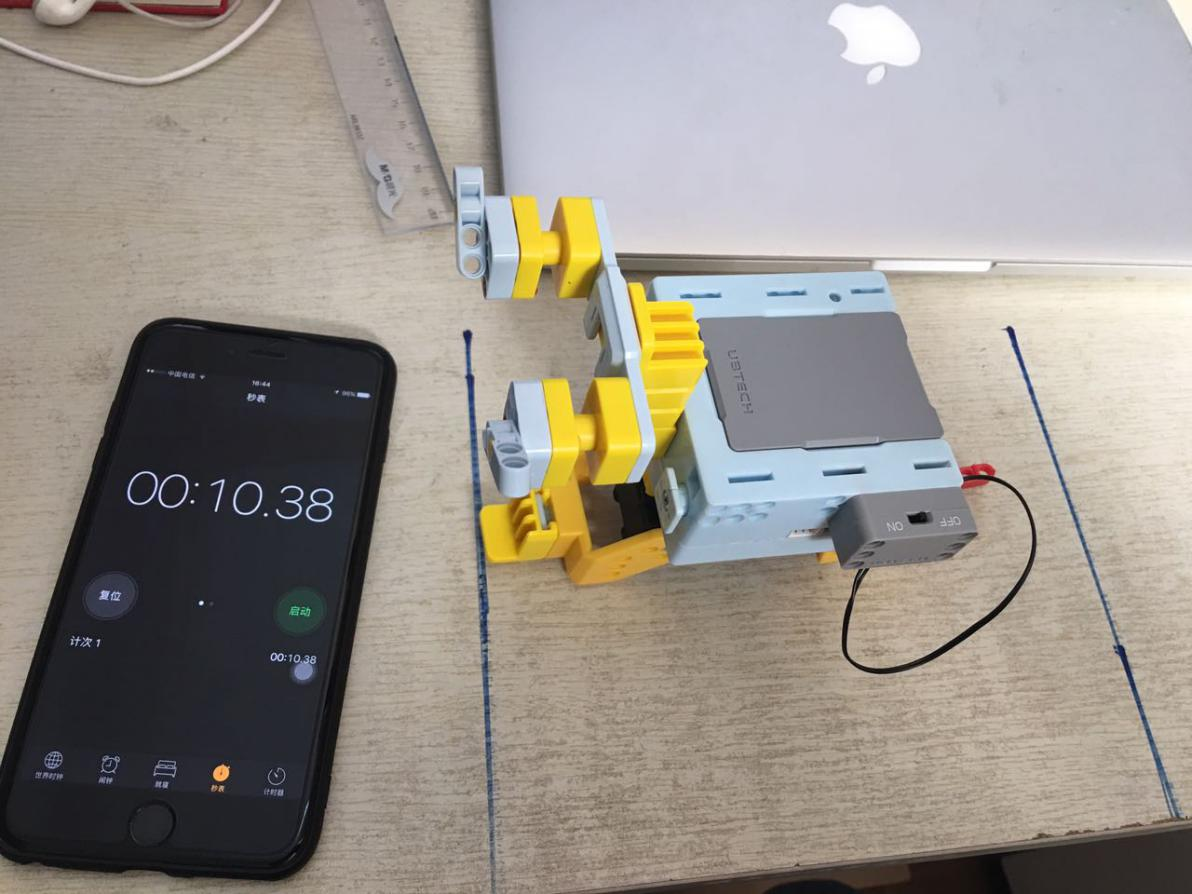 中国电信
16:44
96%
秒表
00:10.38
复位
启动
计次 1
00:10.38
世界时钟
闹钟
就寝
秒表
计时器
M&G
UBTECH
ON
OFF